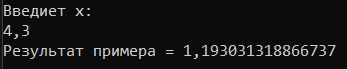 Введиет x:
4,3
Результат примера = 1,193031318866737